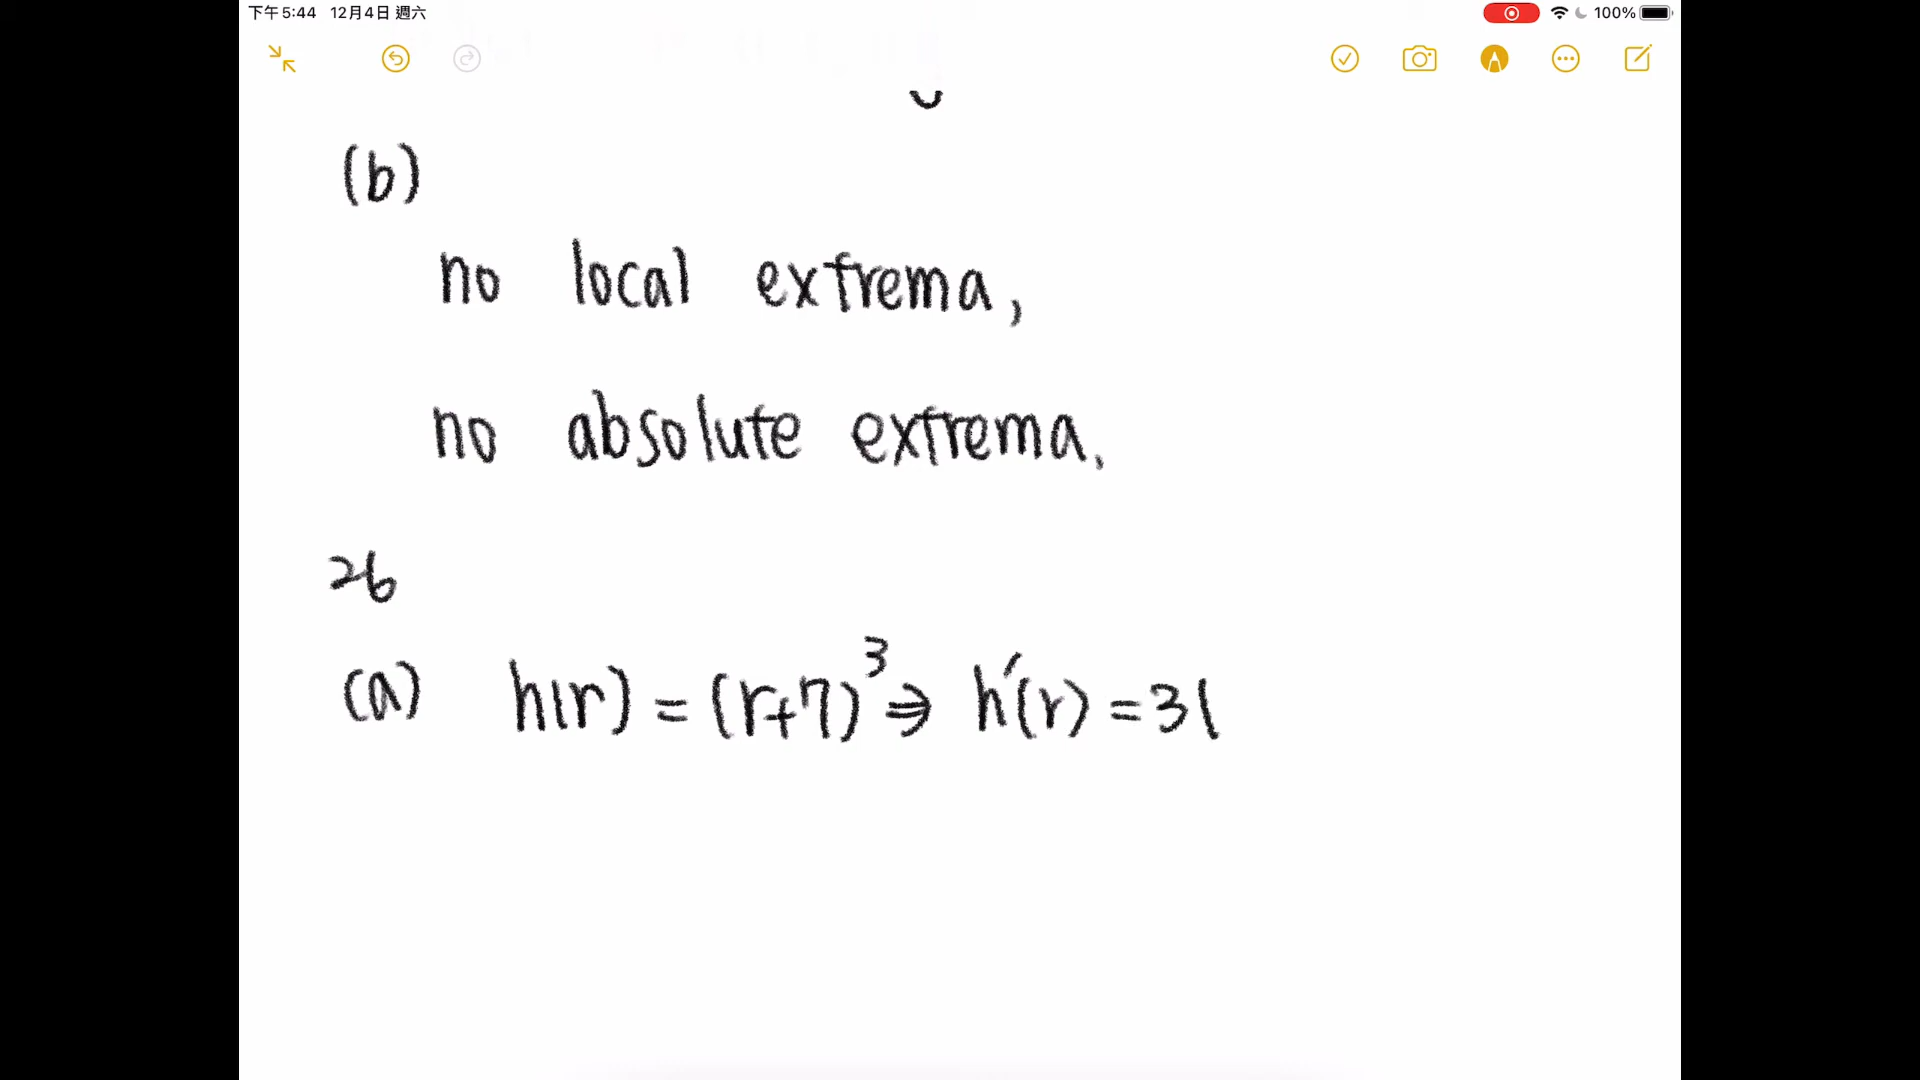 下午5:44 12月4日 週六 100%
(b)
no local extrema,
no absolute extrema.
26
(a) h(r) = (r+7)³ ⇒ h′(r) = 3(